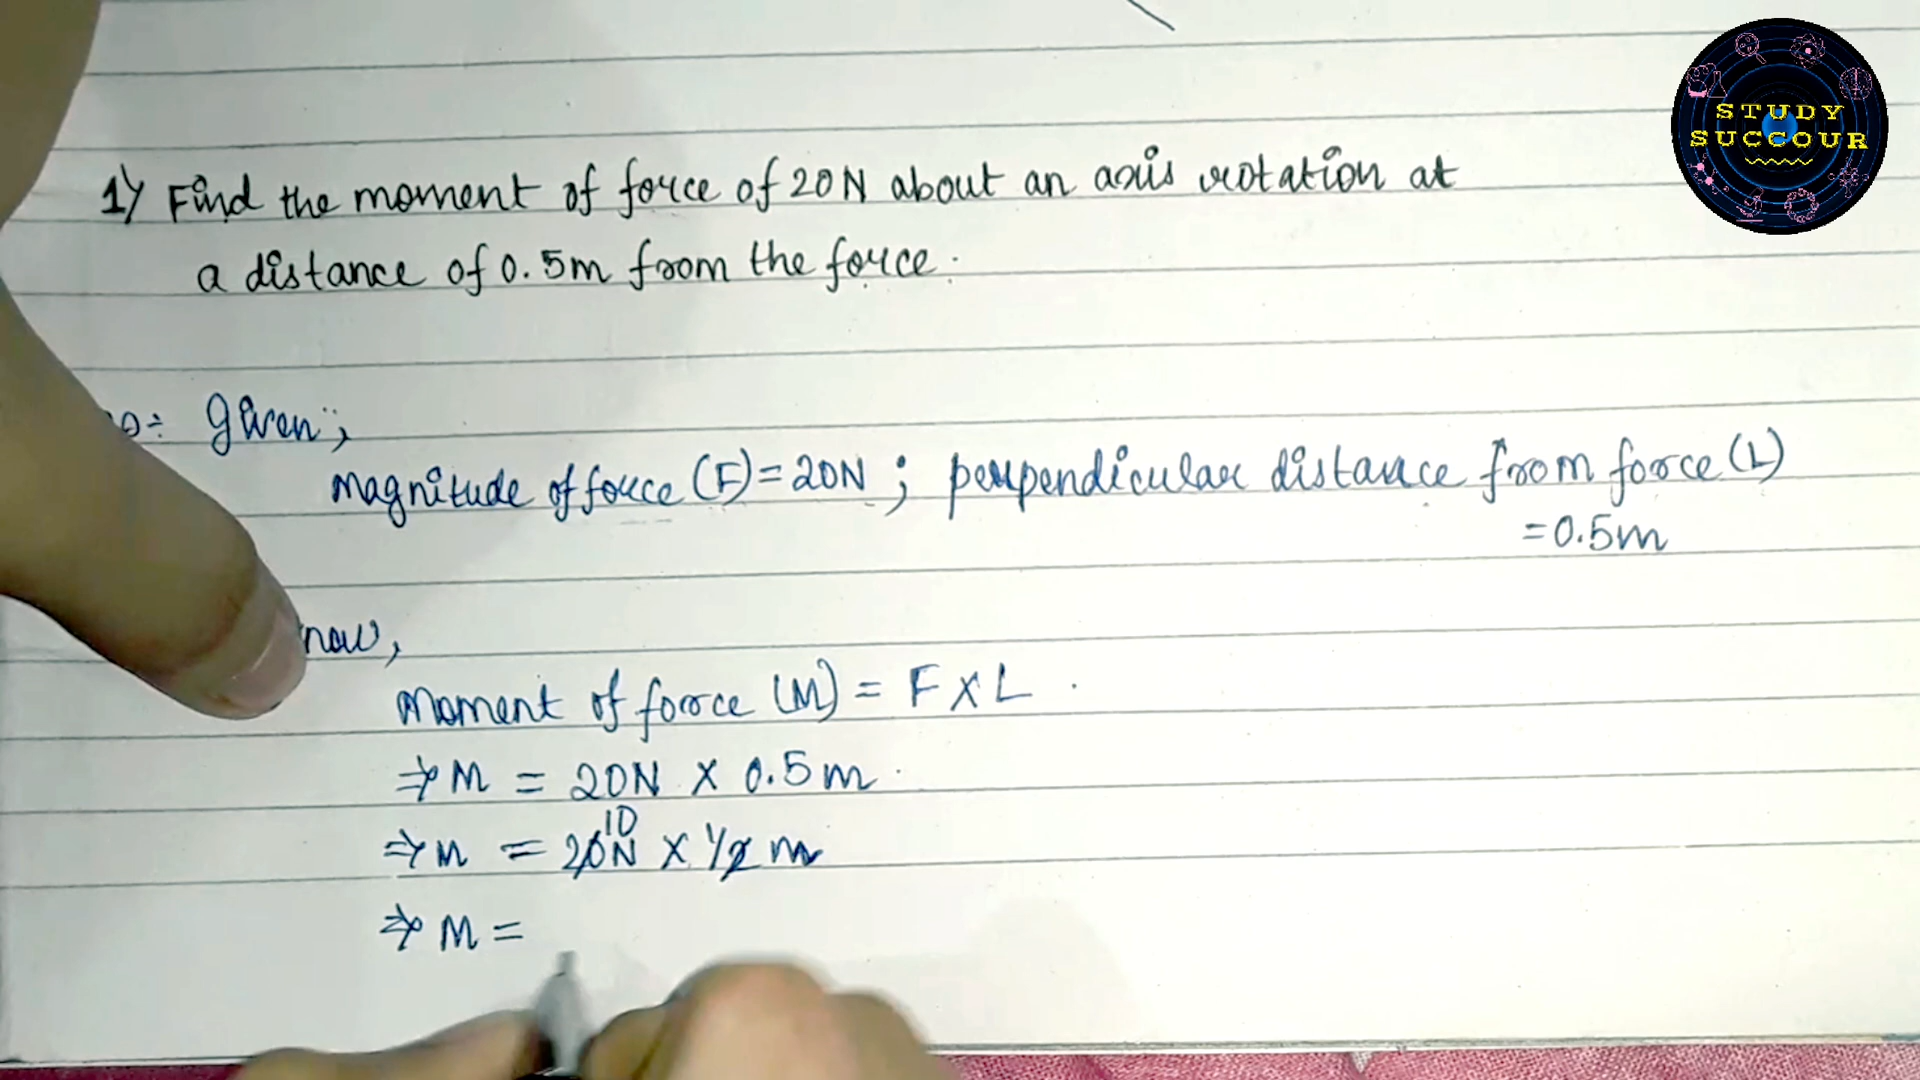 STUDY
SUCCOUR
1) Find the moment of force of 20N about an axis rotation at
a distance of 0.5m from the force.
Given;
magnitude of force (F) = 20N ; perpendicular distance from force (L)
= 0.5m
now,
Moment of force (M) = F X L .
⇒ M = 20N X 0.5m .
10
⇒ M = 20N X 1/2 m
⇒ M =